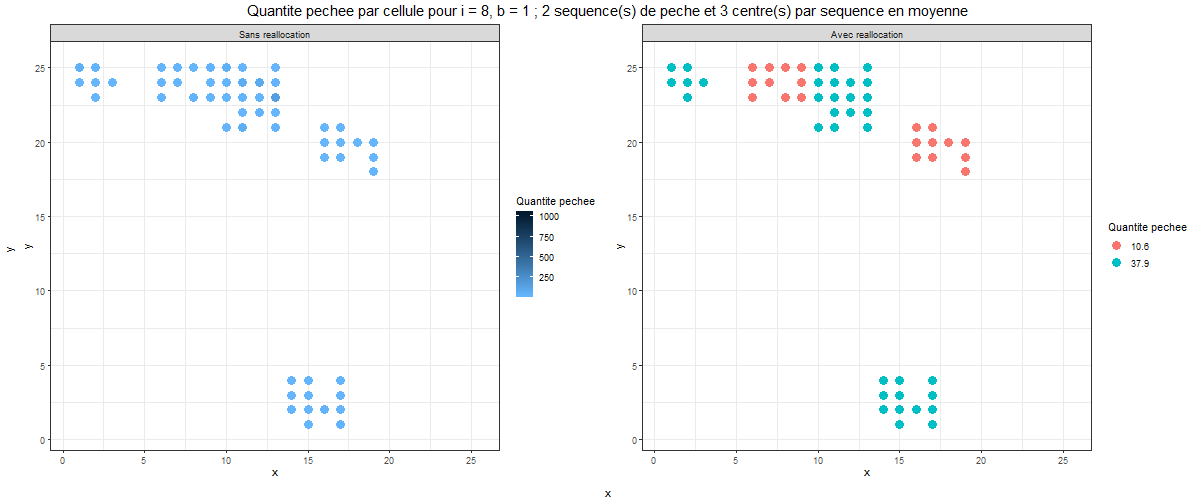 Quantite pechee par cellule pour i = 8, b = 1 ; 2 sequence(s) de peche et 3 centre(s) par sequence en moyenne
Sans reallocation
25
20
15
10
5
0
0 5 10 15 20 25
x
y
y
Quantite pechee
1000
750
500
250
Avec reallocation
25
20
15
10
5
0
0 5 10 15 20 25
x
y
Quantite pechee
10.6
37.9
x